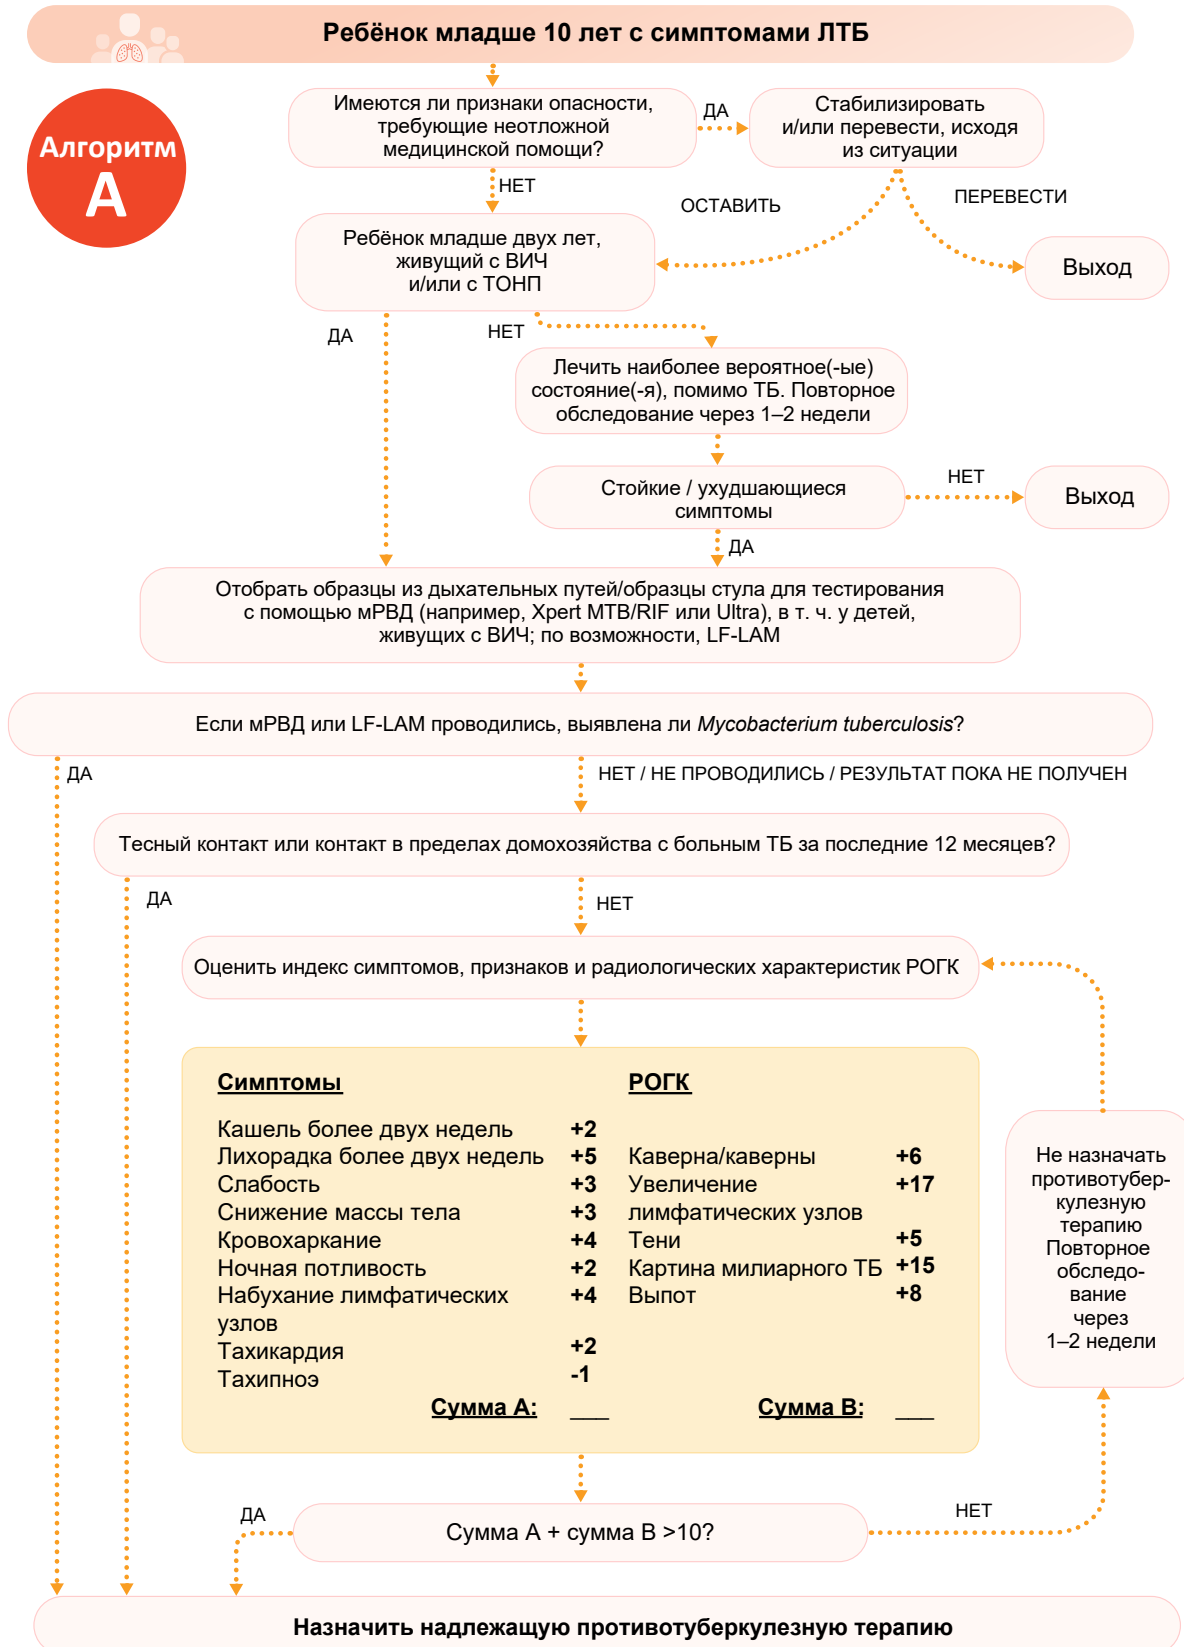 Ребёнок младше 10 лет с симптомами ЛТБ
Алгоритм
А
Имеются ли признаки опасности,
требующие неотложной
медицинской помощи?
ДА
Стабилизировать
и/или перевести, исходя
из ситуации
НЕТ
ОСТАВИТЬ
ПЕРЕВЕСТИ
Ребёнок младше двух лет,
живущий с ВИЧ
и/или с ТОНП
Выход
ДА
НЕТ
Лечить наиболее вероятное(-ые)
состояние(-я), помимо ТБ. Повторное
обследование через 1–2 недели
Стойкие / ухудшающиеся
симптомы
НЕТ
Выход
ДА
Отобрать образцы из дыхательных путей/образцы стула для тестирования
с помощью мРВД (например, Xpert MTB/RIF или Ultra), в т. ч. у детей,
живущих с ВИЧ; по возможности, LF-LAM
Если мРВД или LF-LAM проводились, выявлена ли Mycobacterium tuberculosis?
ДА
НЕТ / НЕ ПРОВОДИЛИСЬ / РЕЗУЛЬТАТ ПОКА НЕ ПОЛУЧЕН
Тесный контакт или контакт в пределах домохозяйства с больным ТБ за последние 12 месяцев?
ДА
НЕТ
Оценить индекс симптомов, признаков и радиологических характеристик РОГК
Симптомы
Кашель более двух недель +2
Лихорадка более двух недель +5
Слабость +3
Снижение массы тела +3
Кровохаркание +4
Ночная потливость +2
Набухание лимфатических +4
узлов
Тахикардия +2
Тахипноэ -1
Сумма А: ___
РОГК
Каверна/каверны +6
Увеличение +17
лимфатических узлов
Тени +5
Картина милиарного ТБ +15
Выпот +8
Сумма В: ___
Не назначать
противотубер-
кулезную
терапию
Повторное
обследо-
вание
через
1–2 недели
Сумма А + сумма В >10?
ДА
НЕТ
Назначить надлежащую противотуберкулезную терапию